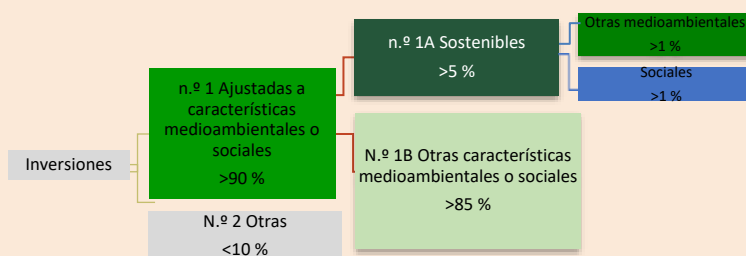 Inversiones
n.º 1 Ajustadas a
características
medioambientales o
sociales
>90 %
N.º 2 Otras
<10 %
n.º 1A Sostenibles
>5 %
N.º 1B Otras características
medioambientales o sociales
>85 %
Otras medioambientales
>1 %
Sociales
>1 %